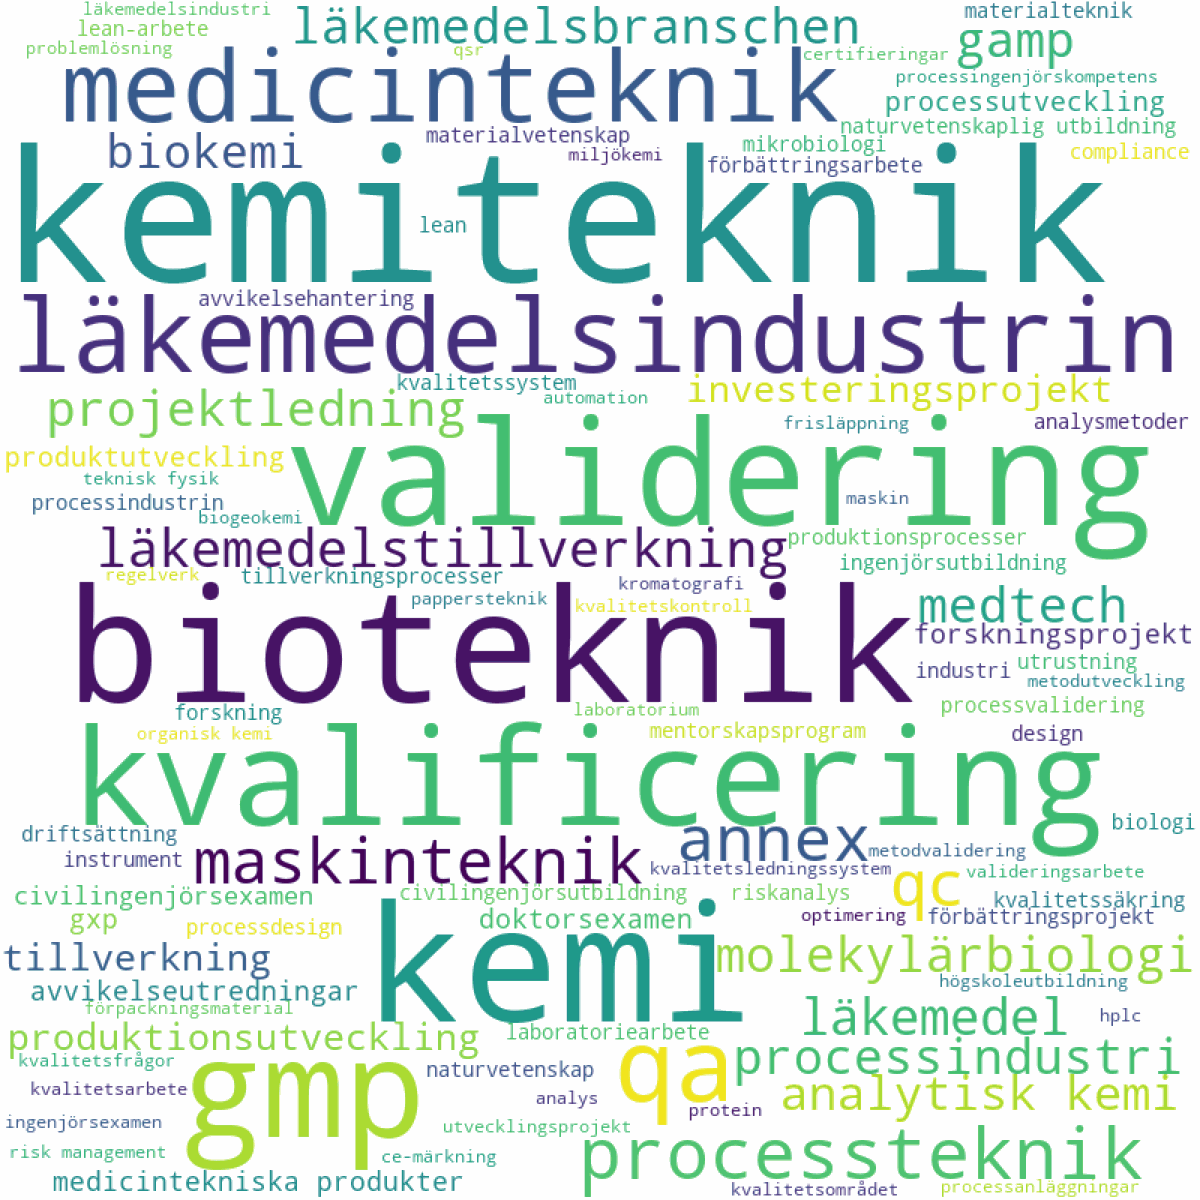 läkemedelsindustri
lean-arbete
problemlösning
läkemedelsbranschen
qsr
materialteknik
gamp
certifieringar
medicinteknik
processingenjörskompetens
processutveckling
naturvetenskaplig utbildning
biokemi
materialvetenskap
miljökemi
mikrobiologi
förbättringsarbete
compliance
kemiteknik
lean
avvikelsehantering
läkemedelsindustrin
kvalitetssystem
automation
investeringsprojekt
projektledning
frisläppning
analysmetoder
validering
produktutveckling
teknisk fysik
processindustrin
biogeokemi
maskin
läkemedelstillverkning
produktionsprocesser
ingenjörsutbildning
regelverk
tillverkningsprocesser
pappersteknik
kromatografi
kvalitetskontroll
medtech
bioteknik
forskningsprojekt
industri
utrustning
metodutveckling
forskning
organisk kemi
laboratorium
mentorskapsprogram
processvalidering
design
kvalificering
driftsättning
instrument
maskinteknik
annex
biologi
metodvalidering
kvalitetsledningssystem
civilingenjörsexamen
civilingenjörsutbildning
riskanalys
qc
valideringsarbete
kvalitetssäkring
gxp
processdesign
doktorsexamen
optimering
förbättringsprojekt
kemi
tillverkning
molekylärbiologi
avvikelseutredningar
högskoleutbildning
förpackningsmaterial
läkemedel
hplc
produktionsutveckling
laboratoriearbete
processindustri
kvalitetsfrågor
gmp
naturvetenskap
qa
kvalitetsarbete
analys
analytisk kemi
protein
ingenjörsexamen
utvecklingsprojekt
risk management
ce-märkning
processteknik
medicintekniska produkter
kvalitetsområdet
processanläggningar